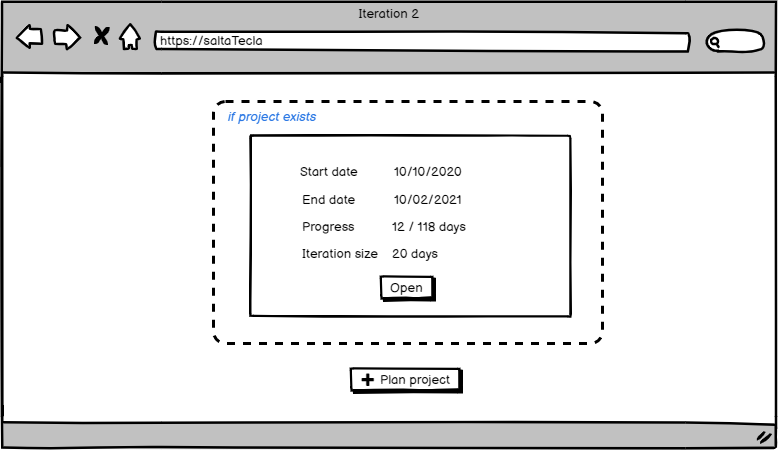 Iteration 2
https://saltaTecla
if project exists
Start date 10/10/2020
End date 10/02/2021
Progress 12 / 118 days
Iteration size 20 days
Open
Plan project